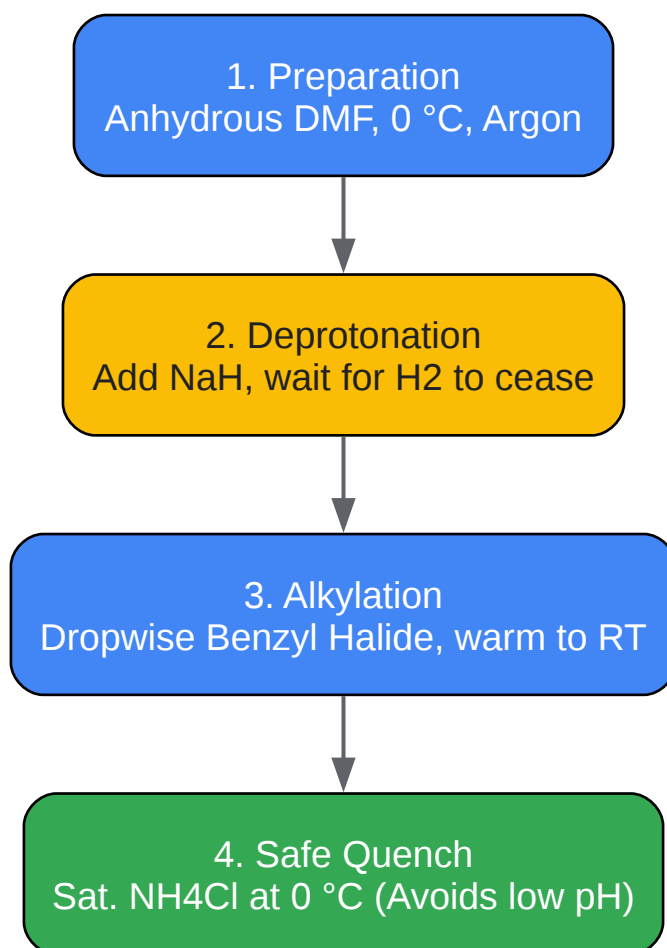 1. Preparation
Anhydrous DMF, 0 °C, Argon
2. Deprotonation
Add NaH, wait for H2 to cease
3. Alkylation
Dropwise Benzyl Halide, warm to RT
4. Safe Quench
Sat. NH4Cl at 0 °C (Avoids low pH)